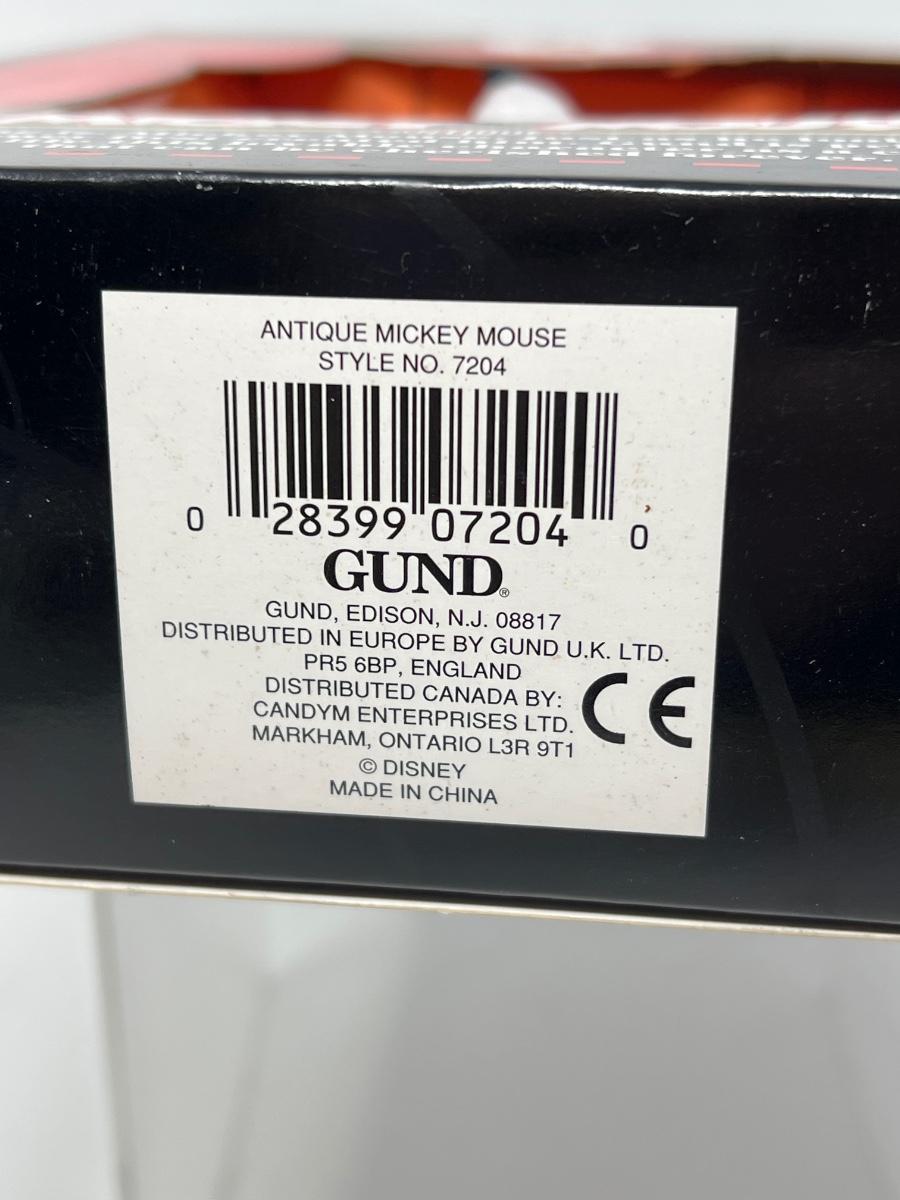 ANTIQUE MICKEY MOUSE
STYLE NO. 7204
0 28399 07204 0
GUND®
GUND, EDISON, N.J. 08817
DISTRIBUTED IN EUROPE BY GUND U.K. LTD.
PR5 6BP, ENGLAND
DISTRIBUTED CANADA BY:
CANDYM ENTERPRISES LTD.
MARKHAM, ONTARIO L3R 9T1
CE
© DISNEY
MADE IN CHINA